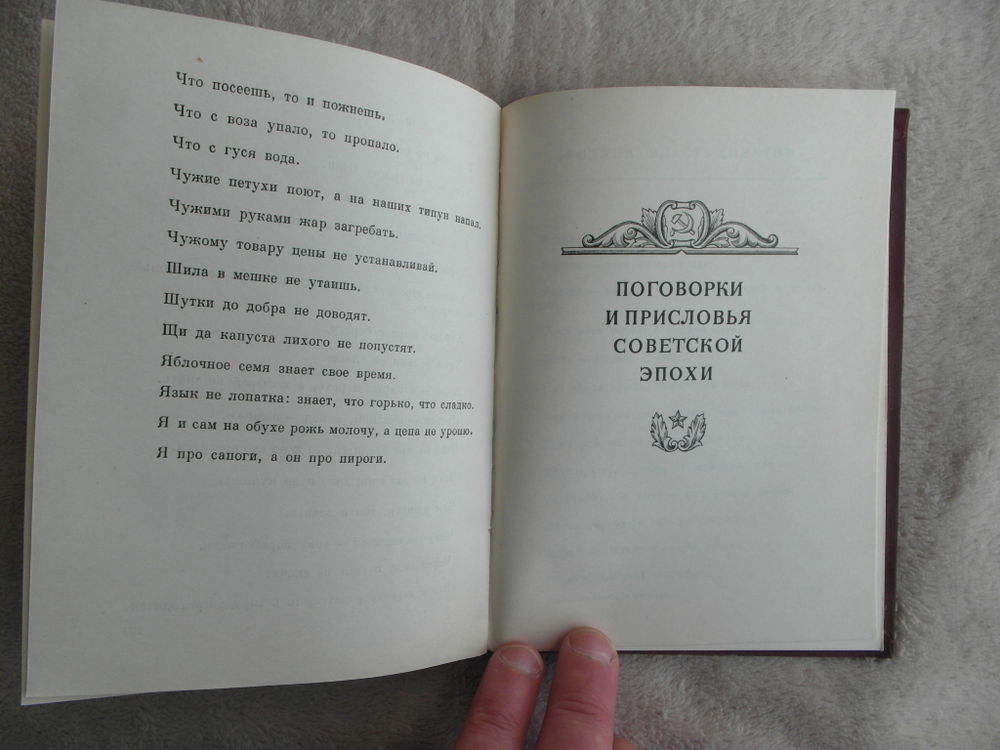 Что посеешь, то и пожнешь.
Что с воза упало, то пропало.
Что с гуся вода.
Чужие петухи поют, а на наших типун напал.
Чужими руками жар загребать.
Чужому товару цены не устанавливай.
Шила в мешке не утаишь.
Шутки до добра не доводят.
Щи да капуста лихого не попустят.
Яблочное семя знает свое время.
Язык не лопатка: знает, что горько, что сладко.
Я и сам на обухе рожь молочу, а цепа не уроню.
Я про сапоги, а он про пироги.
ПОГОВОРКИ
И ПРИСЛОВЬЯ
СОВЕТСКОЙ
ЭПОХИ